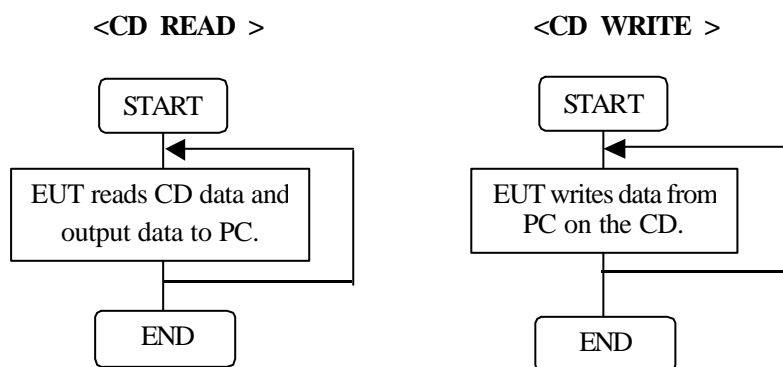 <CD READ >
START
EUT reads CD data and
output data to PC.
END
<CD WRITE >
START
EUT writes data from
PC on the CD.
END